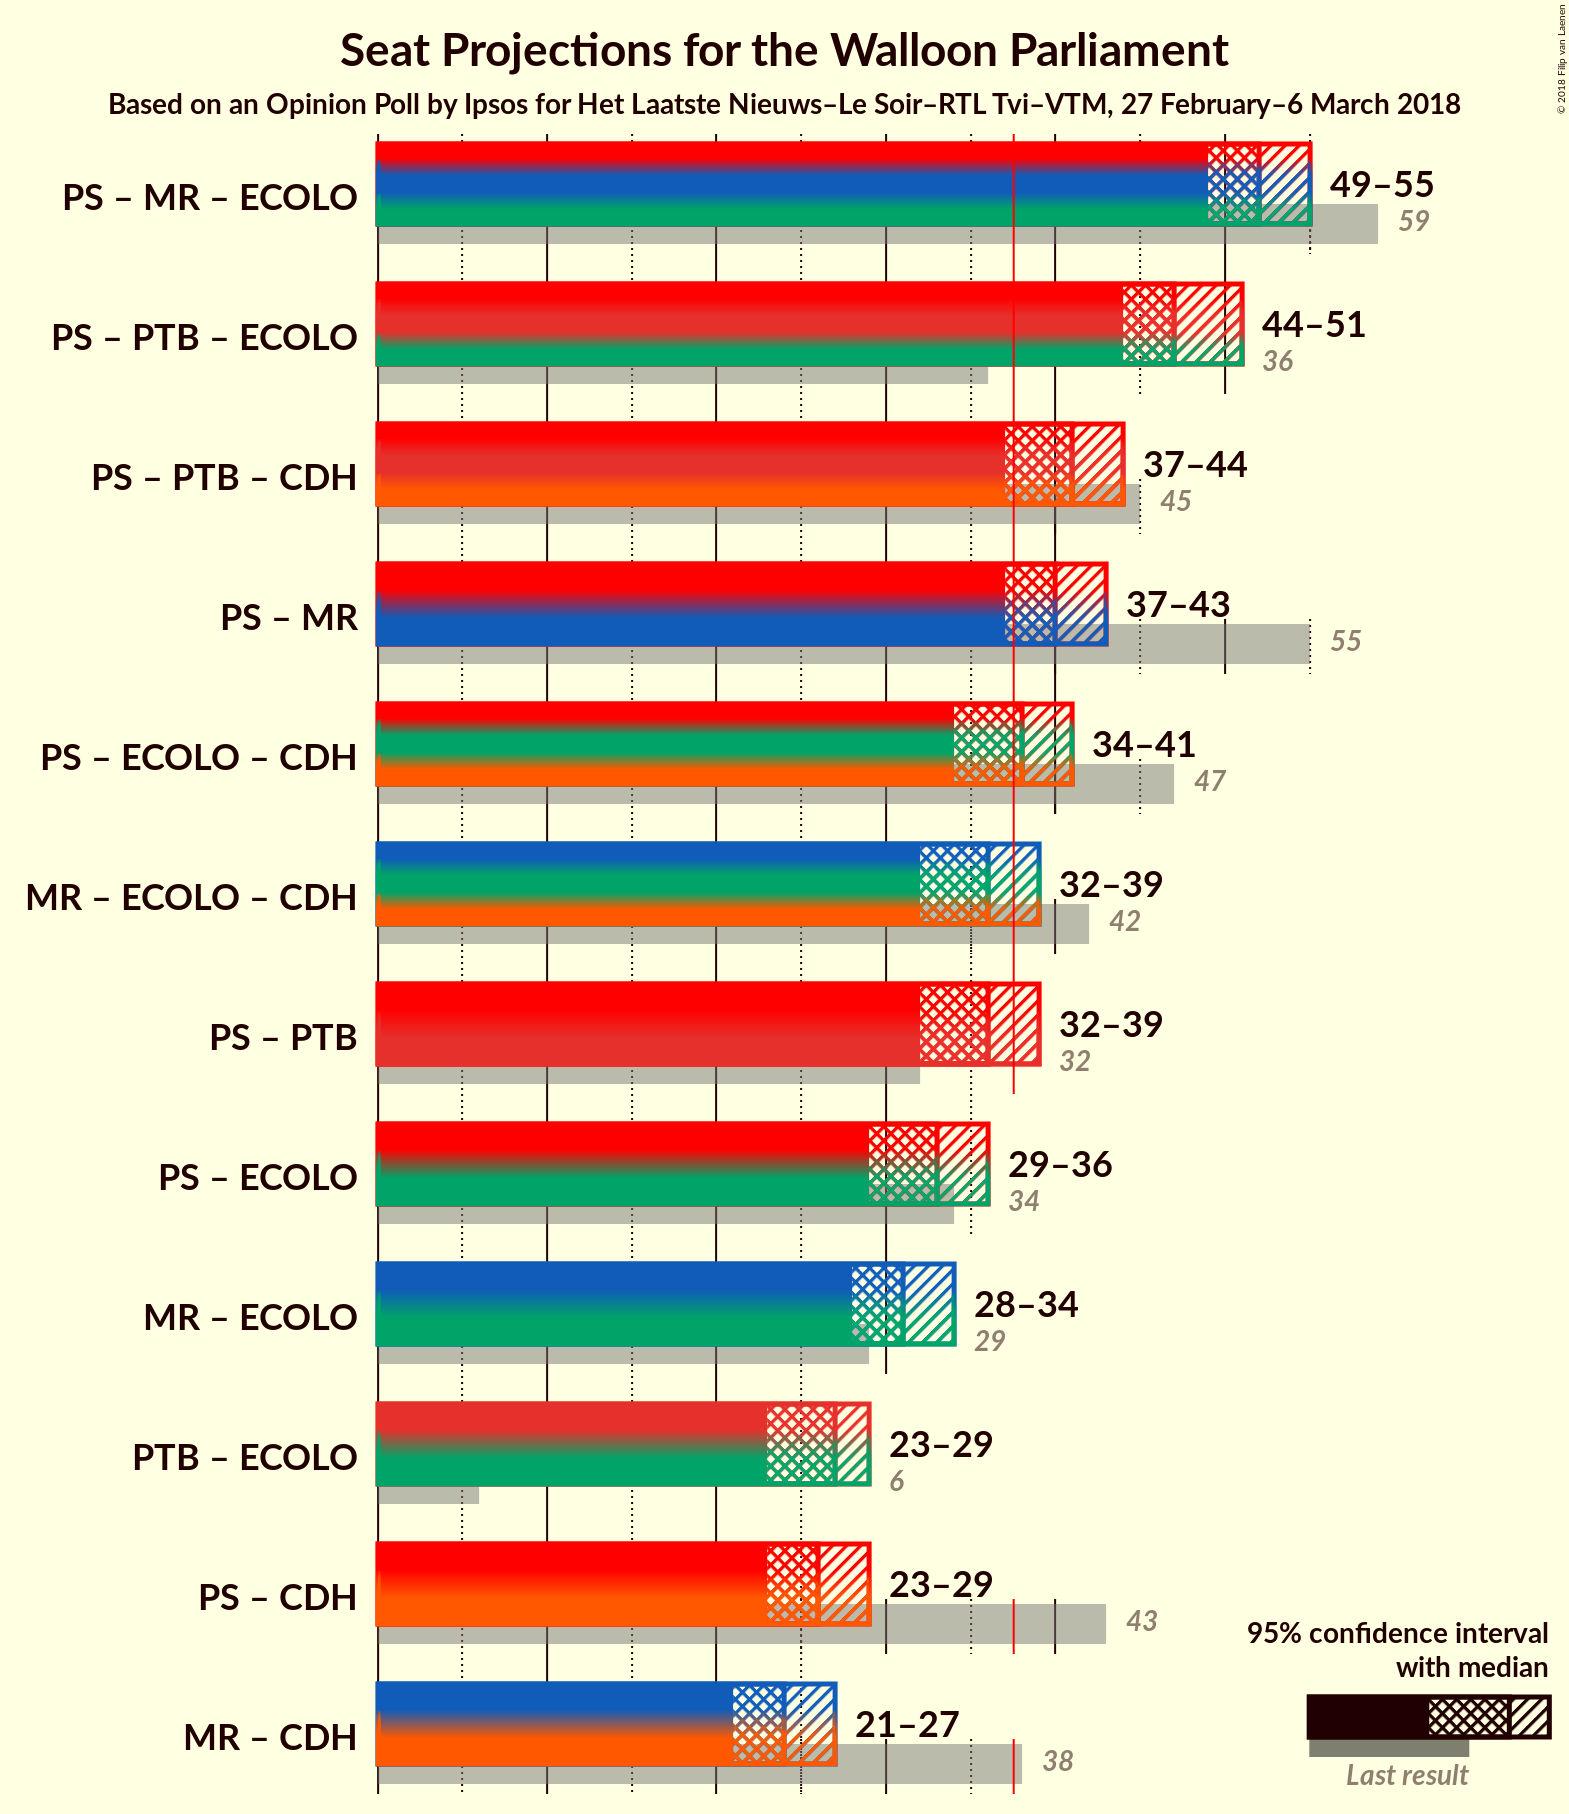 Seat Projections for the Walloon Parliament
Based on an Opinion Poll by Ipsos for Het Laatste Nieuws–Le Soir–RTL Tvi–VTM, 27 February–6 March 2018
© 2018 Filip van Laenen
PS – MR – ECOLO
49–55
59
PS – PTB – ECOLO
44–51
36
PS – PTB – CDH
37–44
45
PS – MR
37–43
55
PS – ECOLO – CDH
34–41
47
MR – ECOLO – CDH
32–39
42
PS – PTB
32–39
32
PS – ECOLO
29–36
34
MR – ECOLO
28–34
29
PTB – ECOLO
23–29
6
PS – CDH
23–29
43
MR – CDH
21–27
38
95% confidence interval
with median
Last result